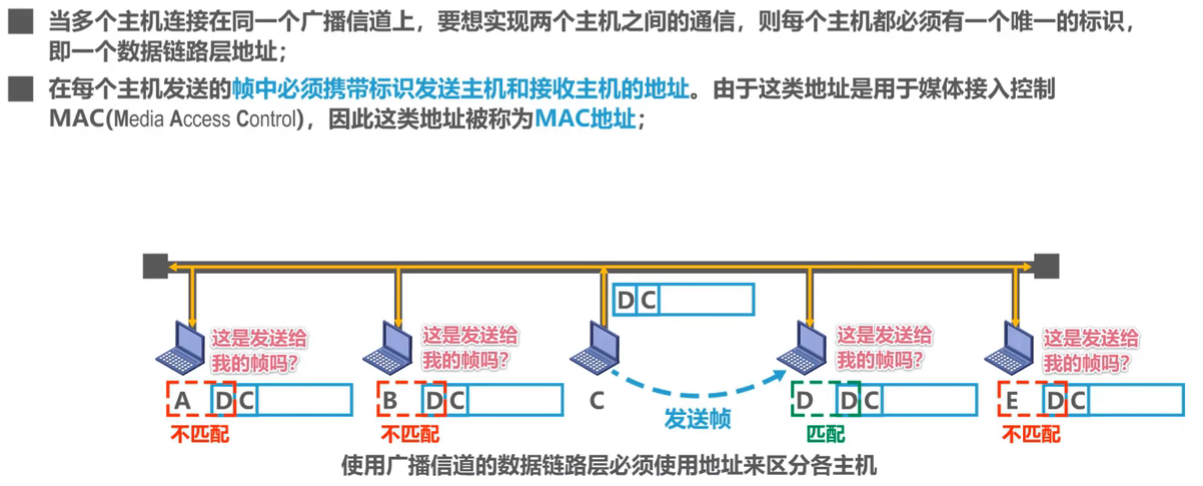 当多个主机连接在同一个广播信道上，要想实现两个主机之间的通信，则每个主机都必须有一个唯一的标识，
即一个数据链路层地址；
在每个主机发送的帧中必须携带标识发送主机和接收主机的地址。由于这类地址是用于媒体接入控制
MAC(Media Access Control)，因此这类地址被称为MAC地址；
D C
这是发送给
我的帧吗？
这是发送给
我的帧吗？
这是发送给
我的帧吗？
这是发送给
我的帧吗？
A D C
B D C
C
D D C
E D C
发送帧
不匹配
不匹配
匹配
不匹配
使用广播信道的数据链路层必须使用地址来区分各主机